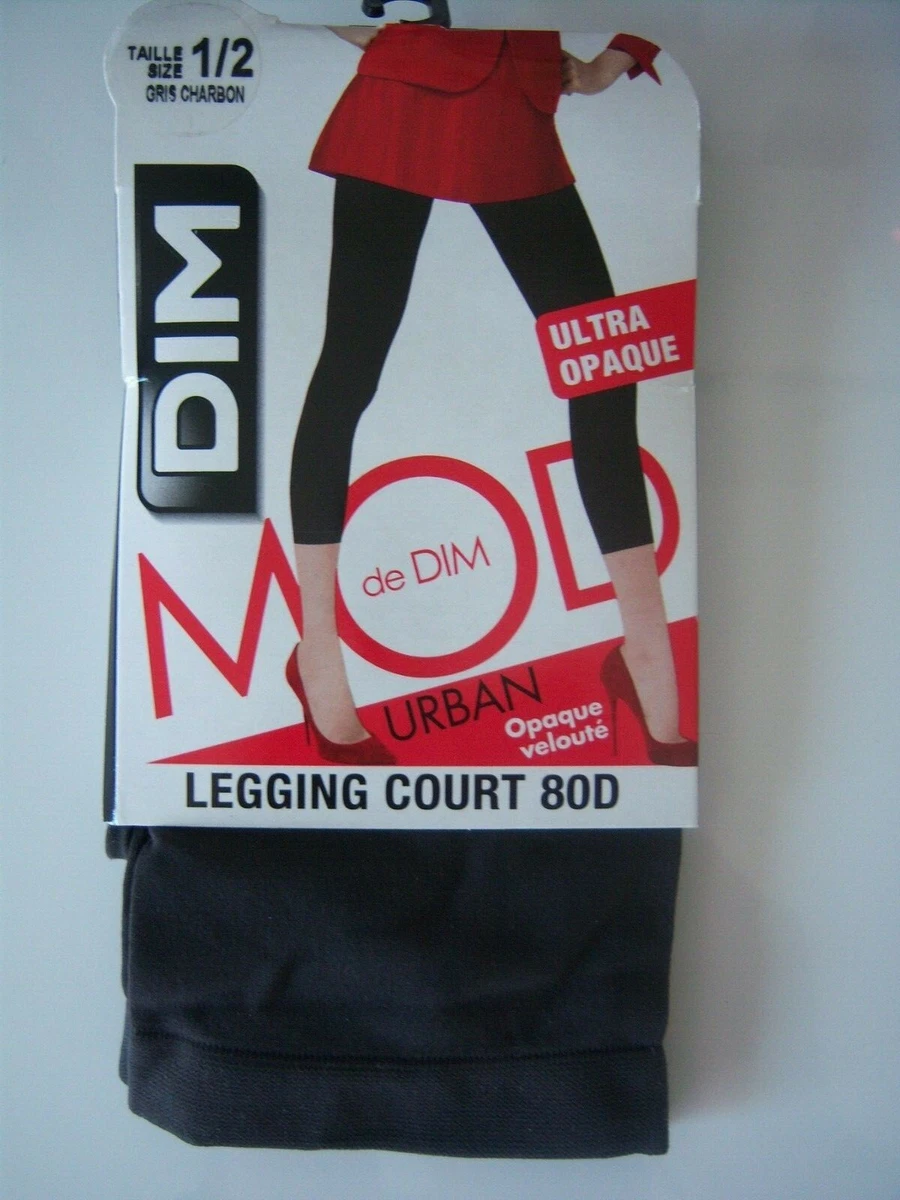 TAILLE
SIZE 1/2
GRIS CHARBON
DIM
ULTRA
OPAQUE
MOD
de DIM
URBAN
Opaque
velouté
LEGGING COURT 80D